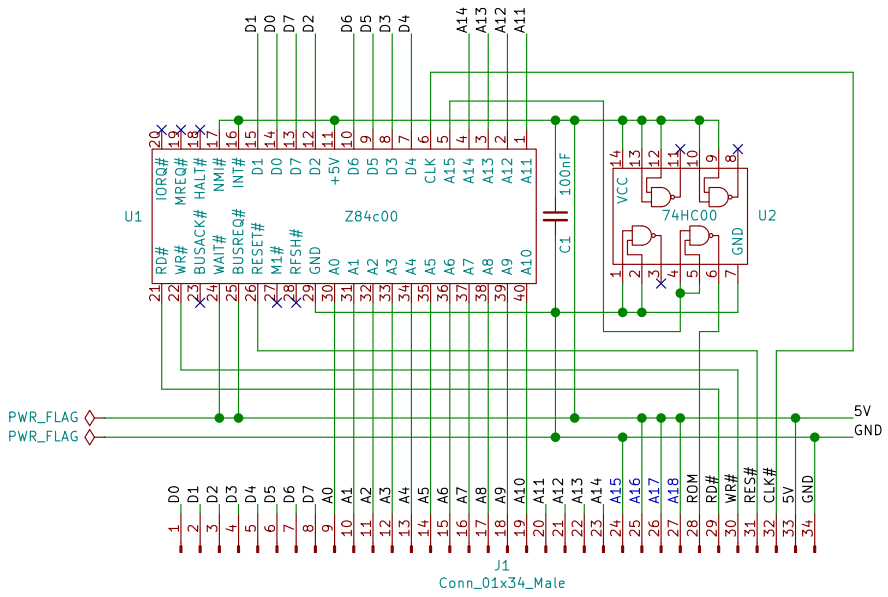 D1 D0 D7 D2 D6 D5 D3 D4 A14 A13 A12 A11
20 19 18 17 16 15 14 13 12 11 10 9 8 7 6 5 4 3 2 1
14 13 12 11 10 9 8
IORQ# MREQ# HALT# NMI# INT# D1 D0 D7 D2 +5V D6 D5 D3 D4 CLK A15 A14 A13 A12 A11
100nF
VCC
U1 Z84c00 74HC00 U2
C1
GND
RD# WR# BUSACK# WAIT# BUSREQ# RESET# M1# RFSH# GND A0 A1 A2 A3 A4 A5 A6 A7 A8 A9 A10
1 2 3 4 5 6 7
21 22 23 24 25 26 27 28 29 30 31 32 33 34 35 36 37 38 39 40
PWR_FLAG 5V
PWR_FLAG GND
D0 D1 D2 D3 D4 D5 D6 D7 A0 A1 A2 A3 A4 A5 A6 A7 A8 A9 A10 A11 A12 A13 A14 A15 A16 A17 A18 ROM RD# WR# RES# CLK# 5V GND
1 2 3 4 5 6 7 8 9 10 11 12 13 14 15 16 17 18 19 20 21 22 23 24 25 26 27 28 29 30 31 32 33 34
J1
Conn_01x34_Male